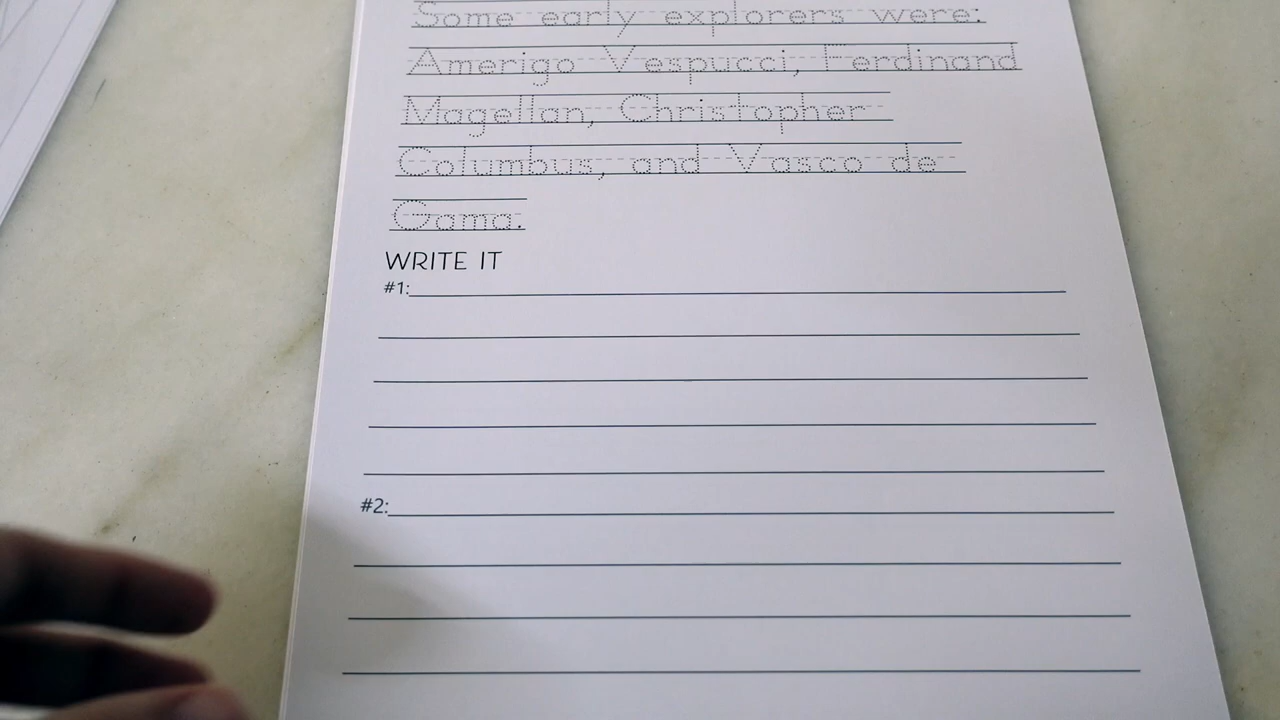 Some early explorers were:
Amerigo Vespucci, Ferdinand
Magellan, Christopher
Columbus, and Vasco de
Gama.
WRITE IT
#1:
#2: